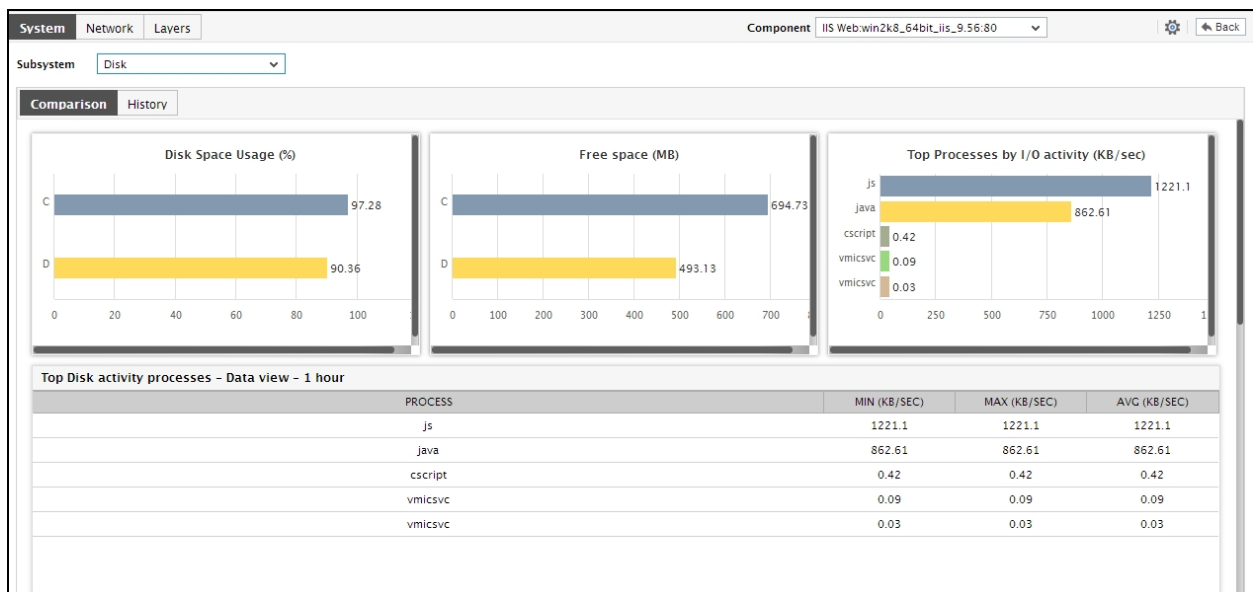 System Network Layers Component IIS Web:win2k8_64bit_iis_9.56:80 Back
Subsystem Disk
Comparison History
Disk Space Usage (%)
C 97.28
D 90.36
0 20 40 60 80 100
Free space (MB)
C 694.73
D 493.13
0 100 200 300 400 500 600 700
Top Processes by I/O activity (KB/sec)
js 1221.1
java 862.61
cscript 0.42
vmicsvc 0.09
vmicsvc 0.03
0 250 500 750 1000 1250
Top Disk activity processes - Data view - 1 hour
PROCESS MIN (KB/SEC) MAX (KB/SEC) AVG (KB/SEC)
js 1221.1 1221.1 1221.1
java 862.61 862.61 862.61
cscript 0.42 0.42 0.42
vmicsvc 0.09 0.09 0.09
vmicsvc 0.03 0.03 0.03